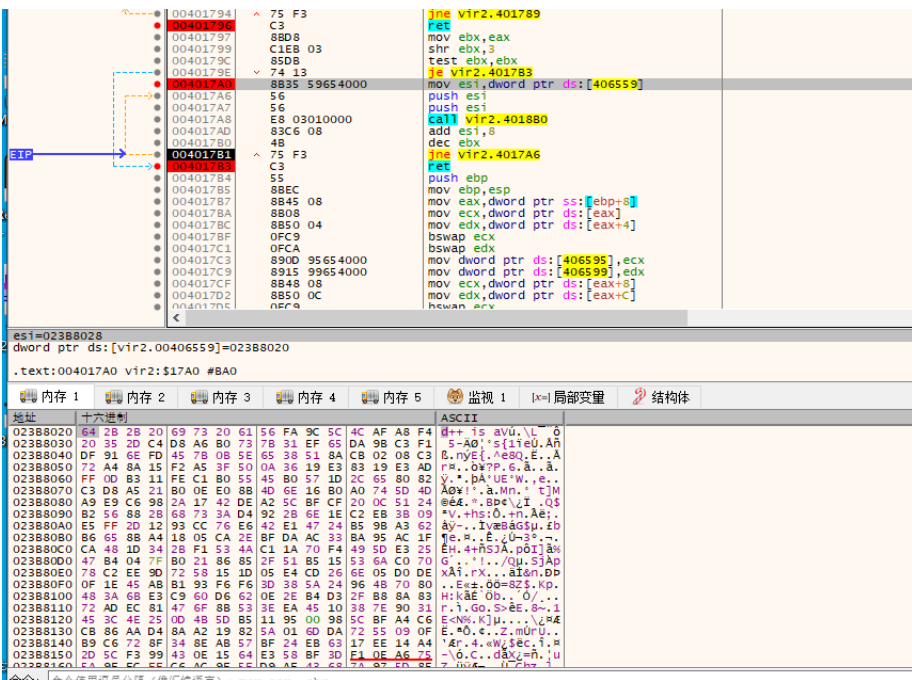 00401794 75 F3 jne vir2.401789
00401796 C3 ret
00401797 8BD8 mov ebx,eax
00401799 C1EB 03 shr ebx,3
0040179C 85DB test ebx,ebx
0040179E 74 13 je vir2.4017B3
004017A0 8B35 59654000 mov esi,dword ptr ds:[406559]
004017A6 56 push esi
004017A7 56 push esi
004017A8 E8 03010000 call vir2.4018B0
004017AD 83C6 08 add esi,8
004017B0 4B dec ebx
EIP 004017B1 75 F3 jne vir2.4017A6
004017B3 C3 ret
004017B4 55 push ebp
004017B5 8BEC mov ebp,esp
004017B7 8B45 08 mov eax,dword ptr ss:[ebp+8]
004017BA 8B08 mov ecx,dword ptr ds:[eax]
004017BC 8B50 04 mov edx,dword ptr ds:[eax+4]
004017BF 0FC9 bswap ecx
004017C1 0FCA bswap edx
004017C3 890D 95654000 mov dword ptr ds:[406595],ecx
004017C9 8915 99654000 mov dword ptr ds:[406599],edx
004017CF 8B48 08 mov ecx,dword ptr ds:[eax+8]
004017D2 8B50 0C mov edx,dword ptr ds:[eax+C]
004017D5 0FC9 bswap ecx
esi=023B8028
dword ptr ds:[vir2.00406559]=023B8020
.text:004017A0 vir2:$17A0 #BA0
内存 1 内存 2 内存 3 内存 4 内存 5 监视 1 [x=] 局部变量 结构体
地址 十六进制 ASCII
023B8020 64 2B 2B 20 69 73 20 61 56 FA 9C 5C 4C AF A8 F4 d++ is aVú.\L¯¨ô
023B8030 20 35 2D C4 D8 A6 B0 73 7B 31 EF 65 DA 9B C3 F1
023B8040 DF 91 6E FD 45 7B 0B 5E 65 38 51 8A CB 02 08 C3
023B8050 72 A4 8A 15 F2 A5 3F 50 0A 36 19 E3 83 19 E3 AD
023B8060 FF 0D B3 11 FE C1 B0 55 45 B0 57 1D 2C 65 80 82
023B8070 C3 D8 A5 21 B0 0E E0 8B 4D 6E 16 B0 A0 74 5D 4D
023B8080 A9 E9 C6 98 2A 17 42 DE A2 5C BF CF 20 0C 51 24
023B8090 B2 56 88 2B 68 73 3A D4 92 2B 6E 1E C2 EB 3B 09
023B80A0 E5 FF 2D 12 93 CC 76 E6 42 E1 47 24 B5 9B A3 62
023B80B0 B6 65 8B A4 18 05 CA 2E BF DA AC 33 BA 95 AC 1F
023B80C0 CA 48 1D 34 2B F1 53 4A C1 1A 70 F4 49 5D E3 25
023B80D0 47 B4 04 7F B0 21 86 85 2F 51 B5 15 53 6A C0 70
023B80E0 78 C2 EE 9D 72 58 15 1D 05 E4 CD 26 6E 05 D0 DE
023B80F0 0F 1E 45 AB B1 93 F6 F6 3D 38 5A 24 96 4B 70 80
023B8100 48 3A 6B E3 C9 60 D6 62 0E 2E B4 D3 2F B8 8A 83
023B8110 72 AD EC 81 47 6F 8B 53 3E EA 45 10 38 7E 90 31
023B8120 45 3C 4E 25 0D 4B 5D B5 11 95 00 98 5C BF A4 C6
023B8130 CB 86 AA D4 8A A2 19 82 5A 01 6D DA 72 55 09 0F
023B8140 B9 C6 72 8F 34 8E AB 57 BF 24 EB 63 17 EE 14 A4
023B8150 2D 5C F3 99 43 0E 15 64 E3 58 BF 3D F1 0E A6 75